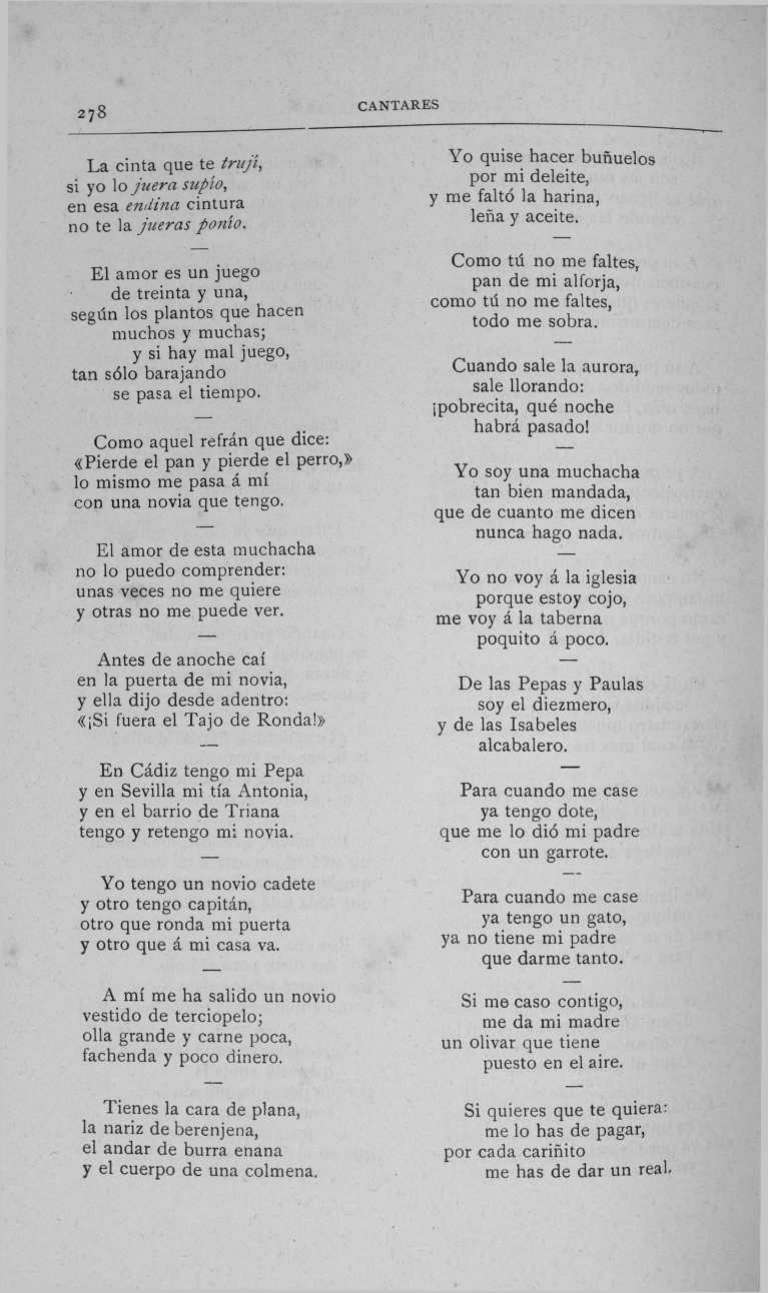 278
CANTARES
La cinta que te truji,
si yo lo juera supío,
en esa endina cintura
no te la jueras ponío.
El amor es un juego
de treinta y una,
según los plantos que hacen
muchos y muchas;
y si hay mal juego,
tan sólo barajando
se pasa el tiempo.
Como aquel refrán que dice:
«Pierde el pan y pierde el perro,»
lo mismo me pasa á mí
con una novia que tengo.
El amor de esta muchacha
no lo puedo comprender:
unas veces no me quiere
y otras no me puede ver.
Antes de anoche caí
en la puerta de mi novia,
y ella dijo desde adentro:
«¡Si fuera el Tajo de Ronda!»
En Cádiz tengo mi Pepa
y en Sevilla mi tía Antonia,
y en el barrio de Triana
tengo y retengo mi novia.
Yo tengo un novio cadete
y otro tengo capitán,
otro que ronda mi puerta
y otro que á mi casa va.
A mí me ha salido un novio
vestido de terciopelo;
olla grande y carne poca,
fachenda y poco dinero.
Tienes la cara de plana,
la nariz de berenjena,
el andar de burra enana
y el cuerpo de una colmena.
Yo quise hacer buñuelos
por mi deleite,
y me faltó la harina,
leña y aceite.
Como tú no me faltes,
pan de mi alforja,
como tú no me faltes,
todo me sobra.
Cuando sale la aurora,
sale llorando:
¡pobrecita, qué noche
habrá pasado!
Yo soy una muchacha
tan bien mandada,
que de cuanto me dicen
nunca hago nada.
Yo no voy á la iglesia
porque estoy cojo,
me voy á la taberna
poquito á poco.
De las Pepas y Paulas
soy el diezmero,
y de las Isabeles
alcabalero.
Para cuando me case
ya tengo dote,
que me lo dió mi padre
con un garrote.
Para cuando me case
ya tengo un gato,
ya no tiene mi padre
que darme tanto.
Si me caso contigo,
me da mi madre
un olivar que tiene
puesto en el aire.
Si quieres que te quiera:
me lo has de pagar,
por cada cariñito
me has de dar un real.